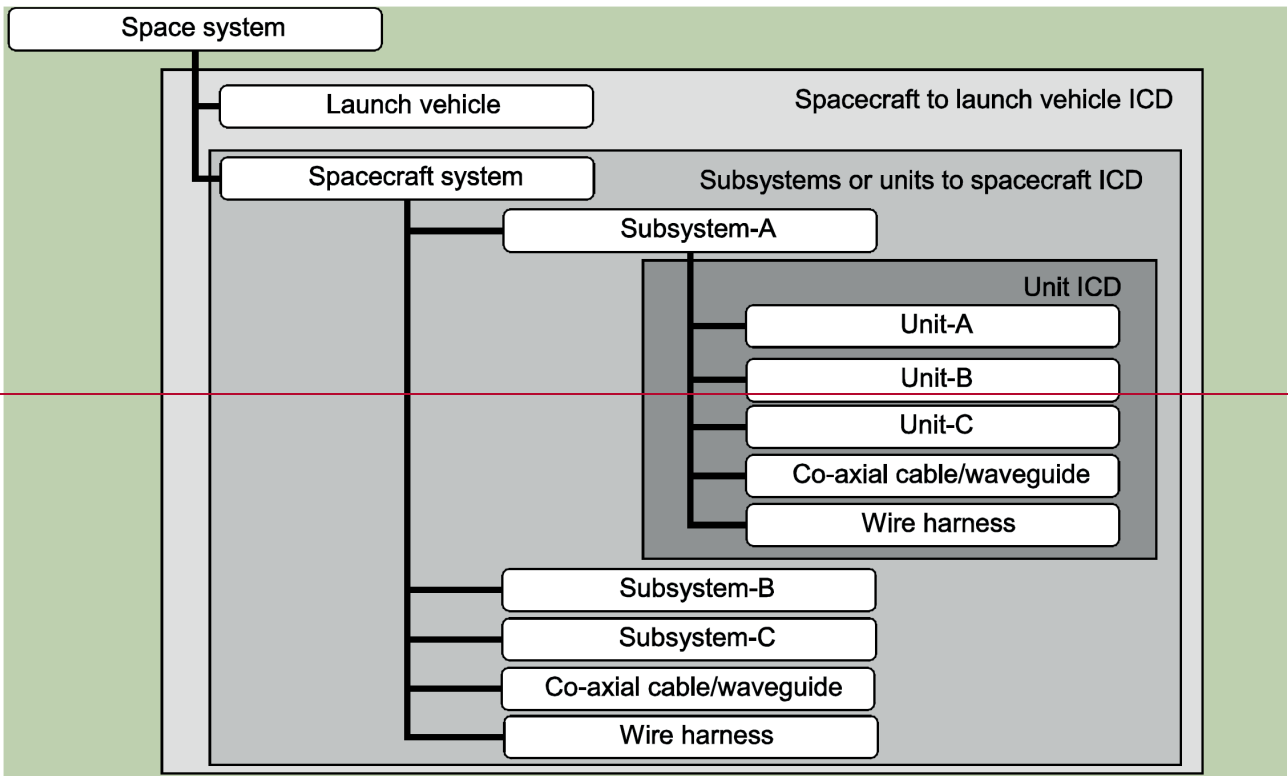 Space system
Launch vehicle
Spacecraft to launch vehicle ICD
Spacecraft system
Subsystems or units to spacecraft ICD
Subsystem-A
Unit ICD
Unit-A
Unit-B
Unit-C
Co-axial cable/waveguide
Wire harness
Subsystem-B
Subsystem-C
Co-axial cable/waveguide
Wire harness